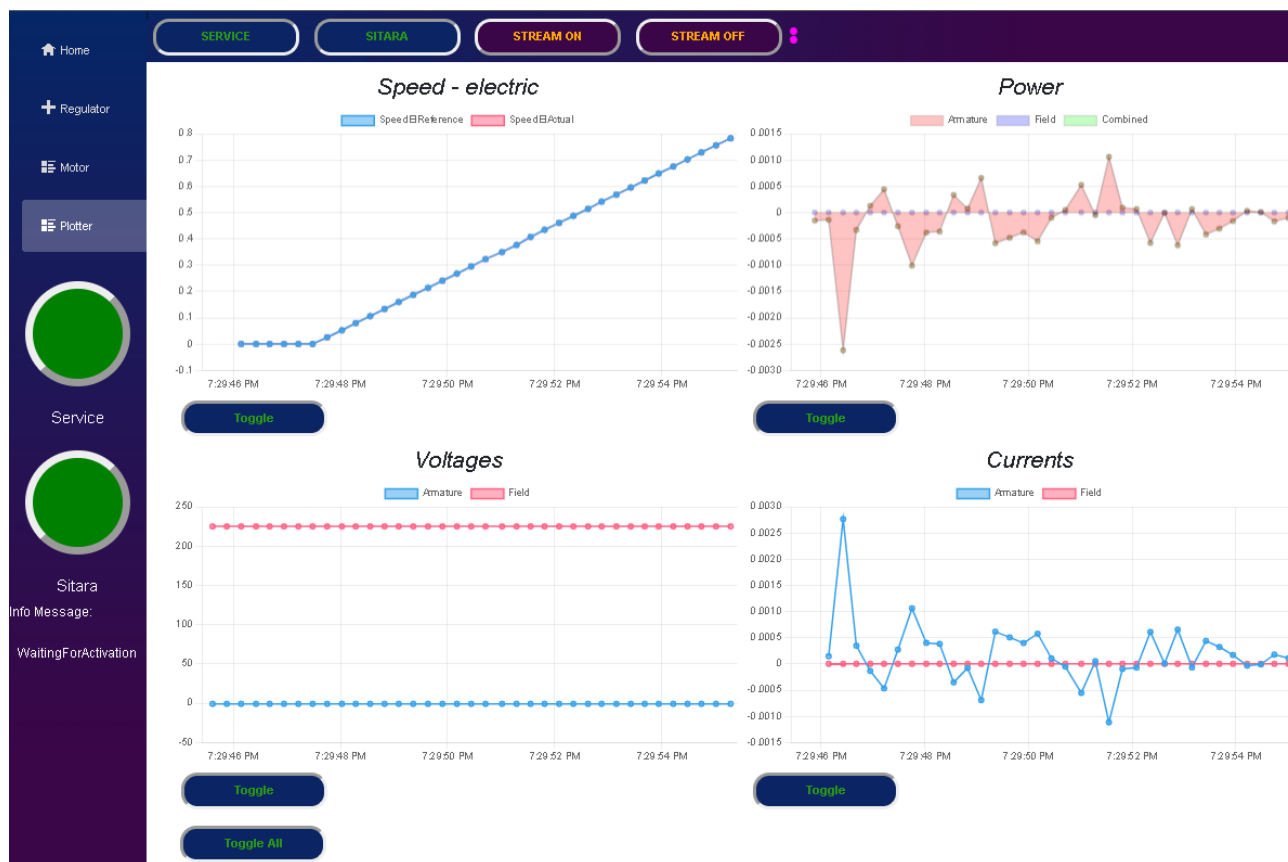 Home
Regulator
Motor
Plotter
Service
Sitara
Info Message:
WaitingForActivation
SERVICE SITARA STREAM ON STREAM OFF
Speed - electric
SpeedElReference SpeedElActual
0.8
0.7
0.6
0.5
0.4
0.3
0.2
0.1
0
-0.1
7:29:46 PM 7:29:48 PM 7:29:50 PM 7:29:52 PM 7:29:54 PM
Toggle
Power
Armature Field Combined
0.0015
0.0010
0.0005
0
-0.0005
-0.0010
-0.0015
-0.0020
-0.0025
-0.0030
7:29:46 PM 7:29:48 PM 7:29:50 PM 7:29:52 PM 7:29:54 PM
Toggle
Voltages
Armature Field
250
200
150
100
50
0
-50
7:29:46 PM 7:29:48 PM 7:29:50 PM 7:29:52 PM 7:29:54 PM
Toggle
Currents
Armature Field
0.0030
0.0025
0.0020
0.0015
0.0010
0.0005
0
-0.0005
-0.0010
-0.0015
7:29:46 PM 7:29:48 PM 7:29:50 PM 7:29:52 PM 7:29:54 PM
Toggle
Toggle All